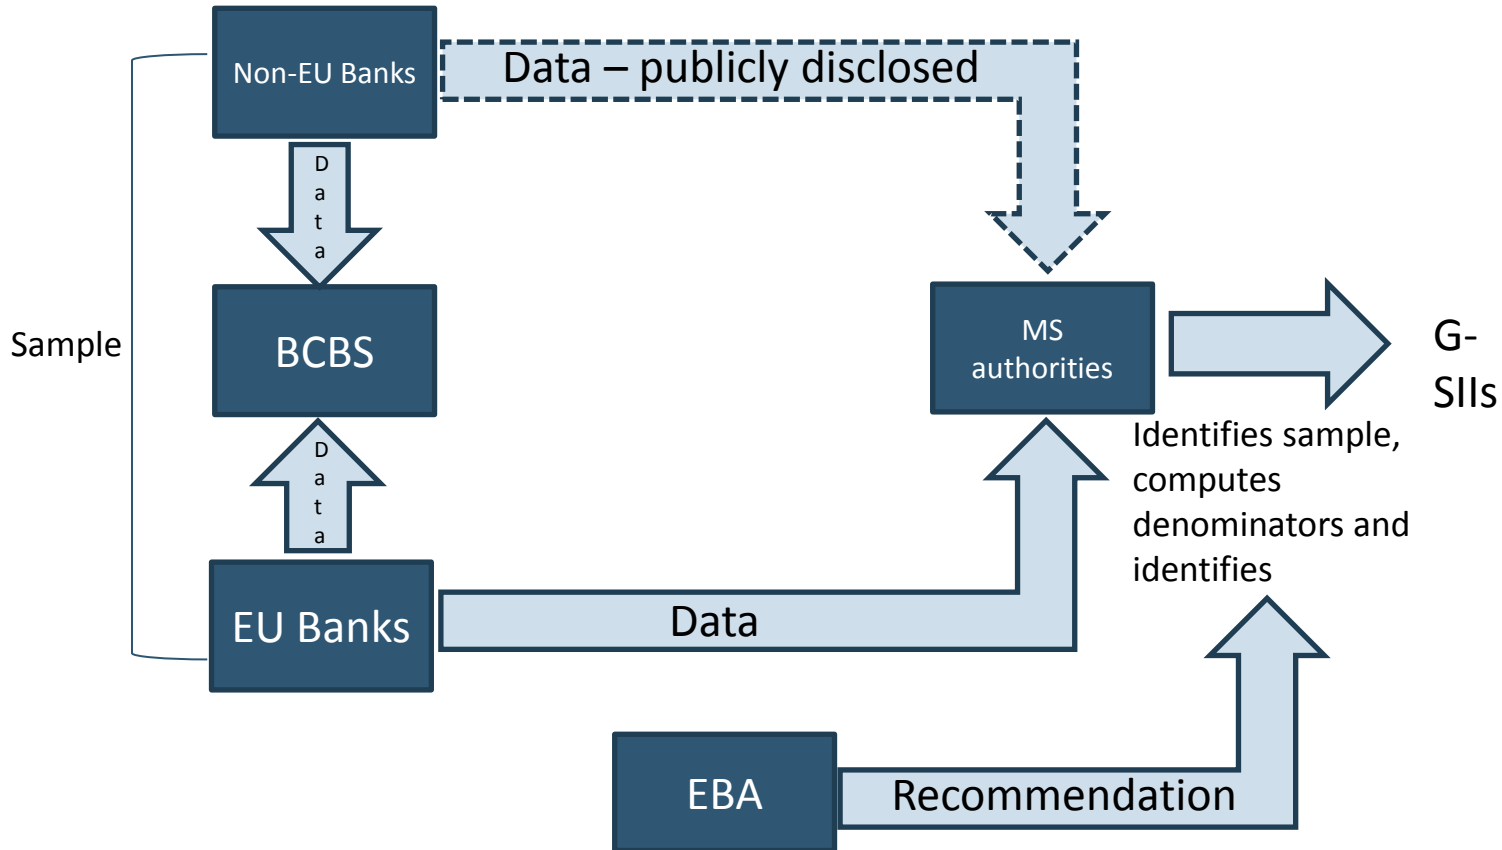 Non-EU Banks
Data – publicly disclosed
D
a
t
a
Sample
BCBS
MS
authorities
G-
SIIs
D
a
t
a
Identifies sample,
computes
denominators and
identifies
EU Banks
Data
EBA
Recommendation